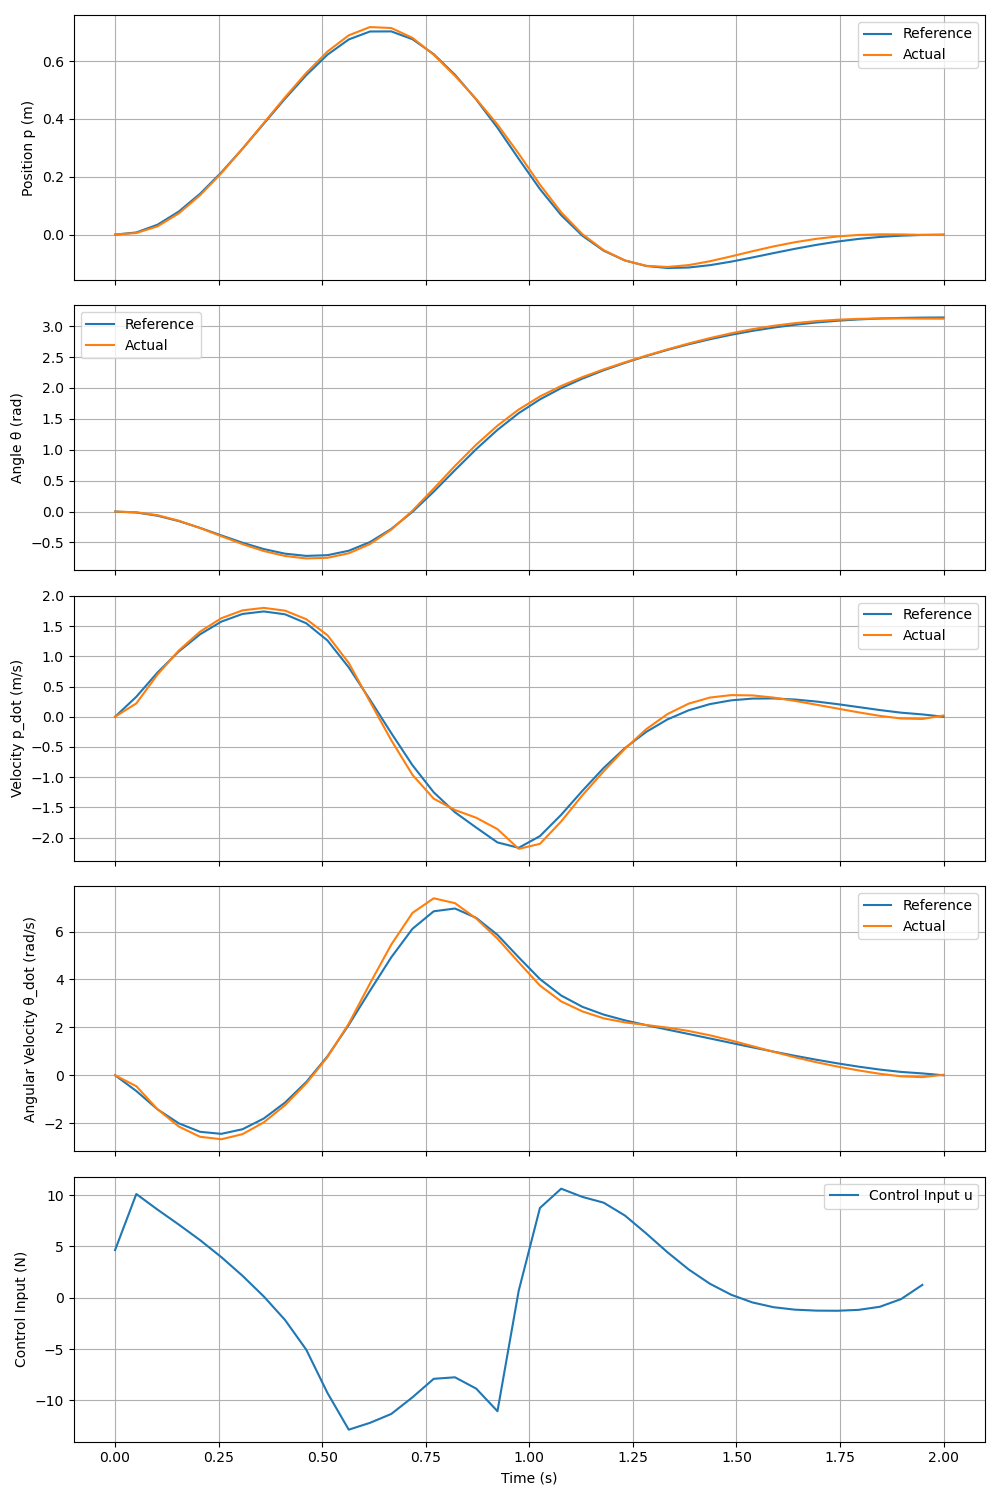 Position p (m)
0.6
0.4
0.2
0.0
Reference
Actual
Angle θ (rad)
3.0
2.5
2.0
1.5
1.0
0.5
0.0
−0.5
Reference
Actual
Velocity p_dot (m/s)
2.0
1.5
1.0
0.5
0.0
−0.5
−1.0
−1.5
−2.0
Reference
Actual
Angular Velocity θ_dot (rad/s)
6
4
2
0
−2
Reference
Actual
Control Input (N)
10
5
0
−5
−10
Control Input u
0.00 0.25 0.50 0.75 1.00 1.25 1.50 1.75 2.00
Time (s)